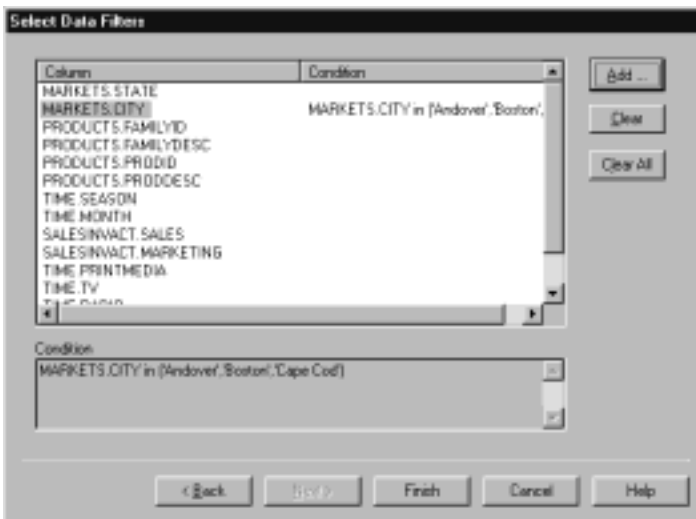 Select Data Filters
Column Condition
MARKETS.STATE
MARKETS.CITY MARKETS.CITY in ('Andover','Boston',
PRODUCTS.FAMILYID
PRODUCTS.FAMILYDESC
PRODUCTS.PRODID
PRODUCTS.PRODDESC
TIME.SEASON
TIME.MONTH
SALESINVACT.SALES
SALESINVACT.MARKETING
TIME.PRINTMEDIA
TIME.TV
Add ...
Clear
Clear All
Condition
MARKETS.CITY in ('Andover','Boston','Cape Cod')
< Back Next > Finish Cancel Help